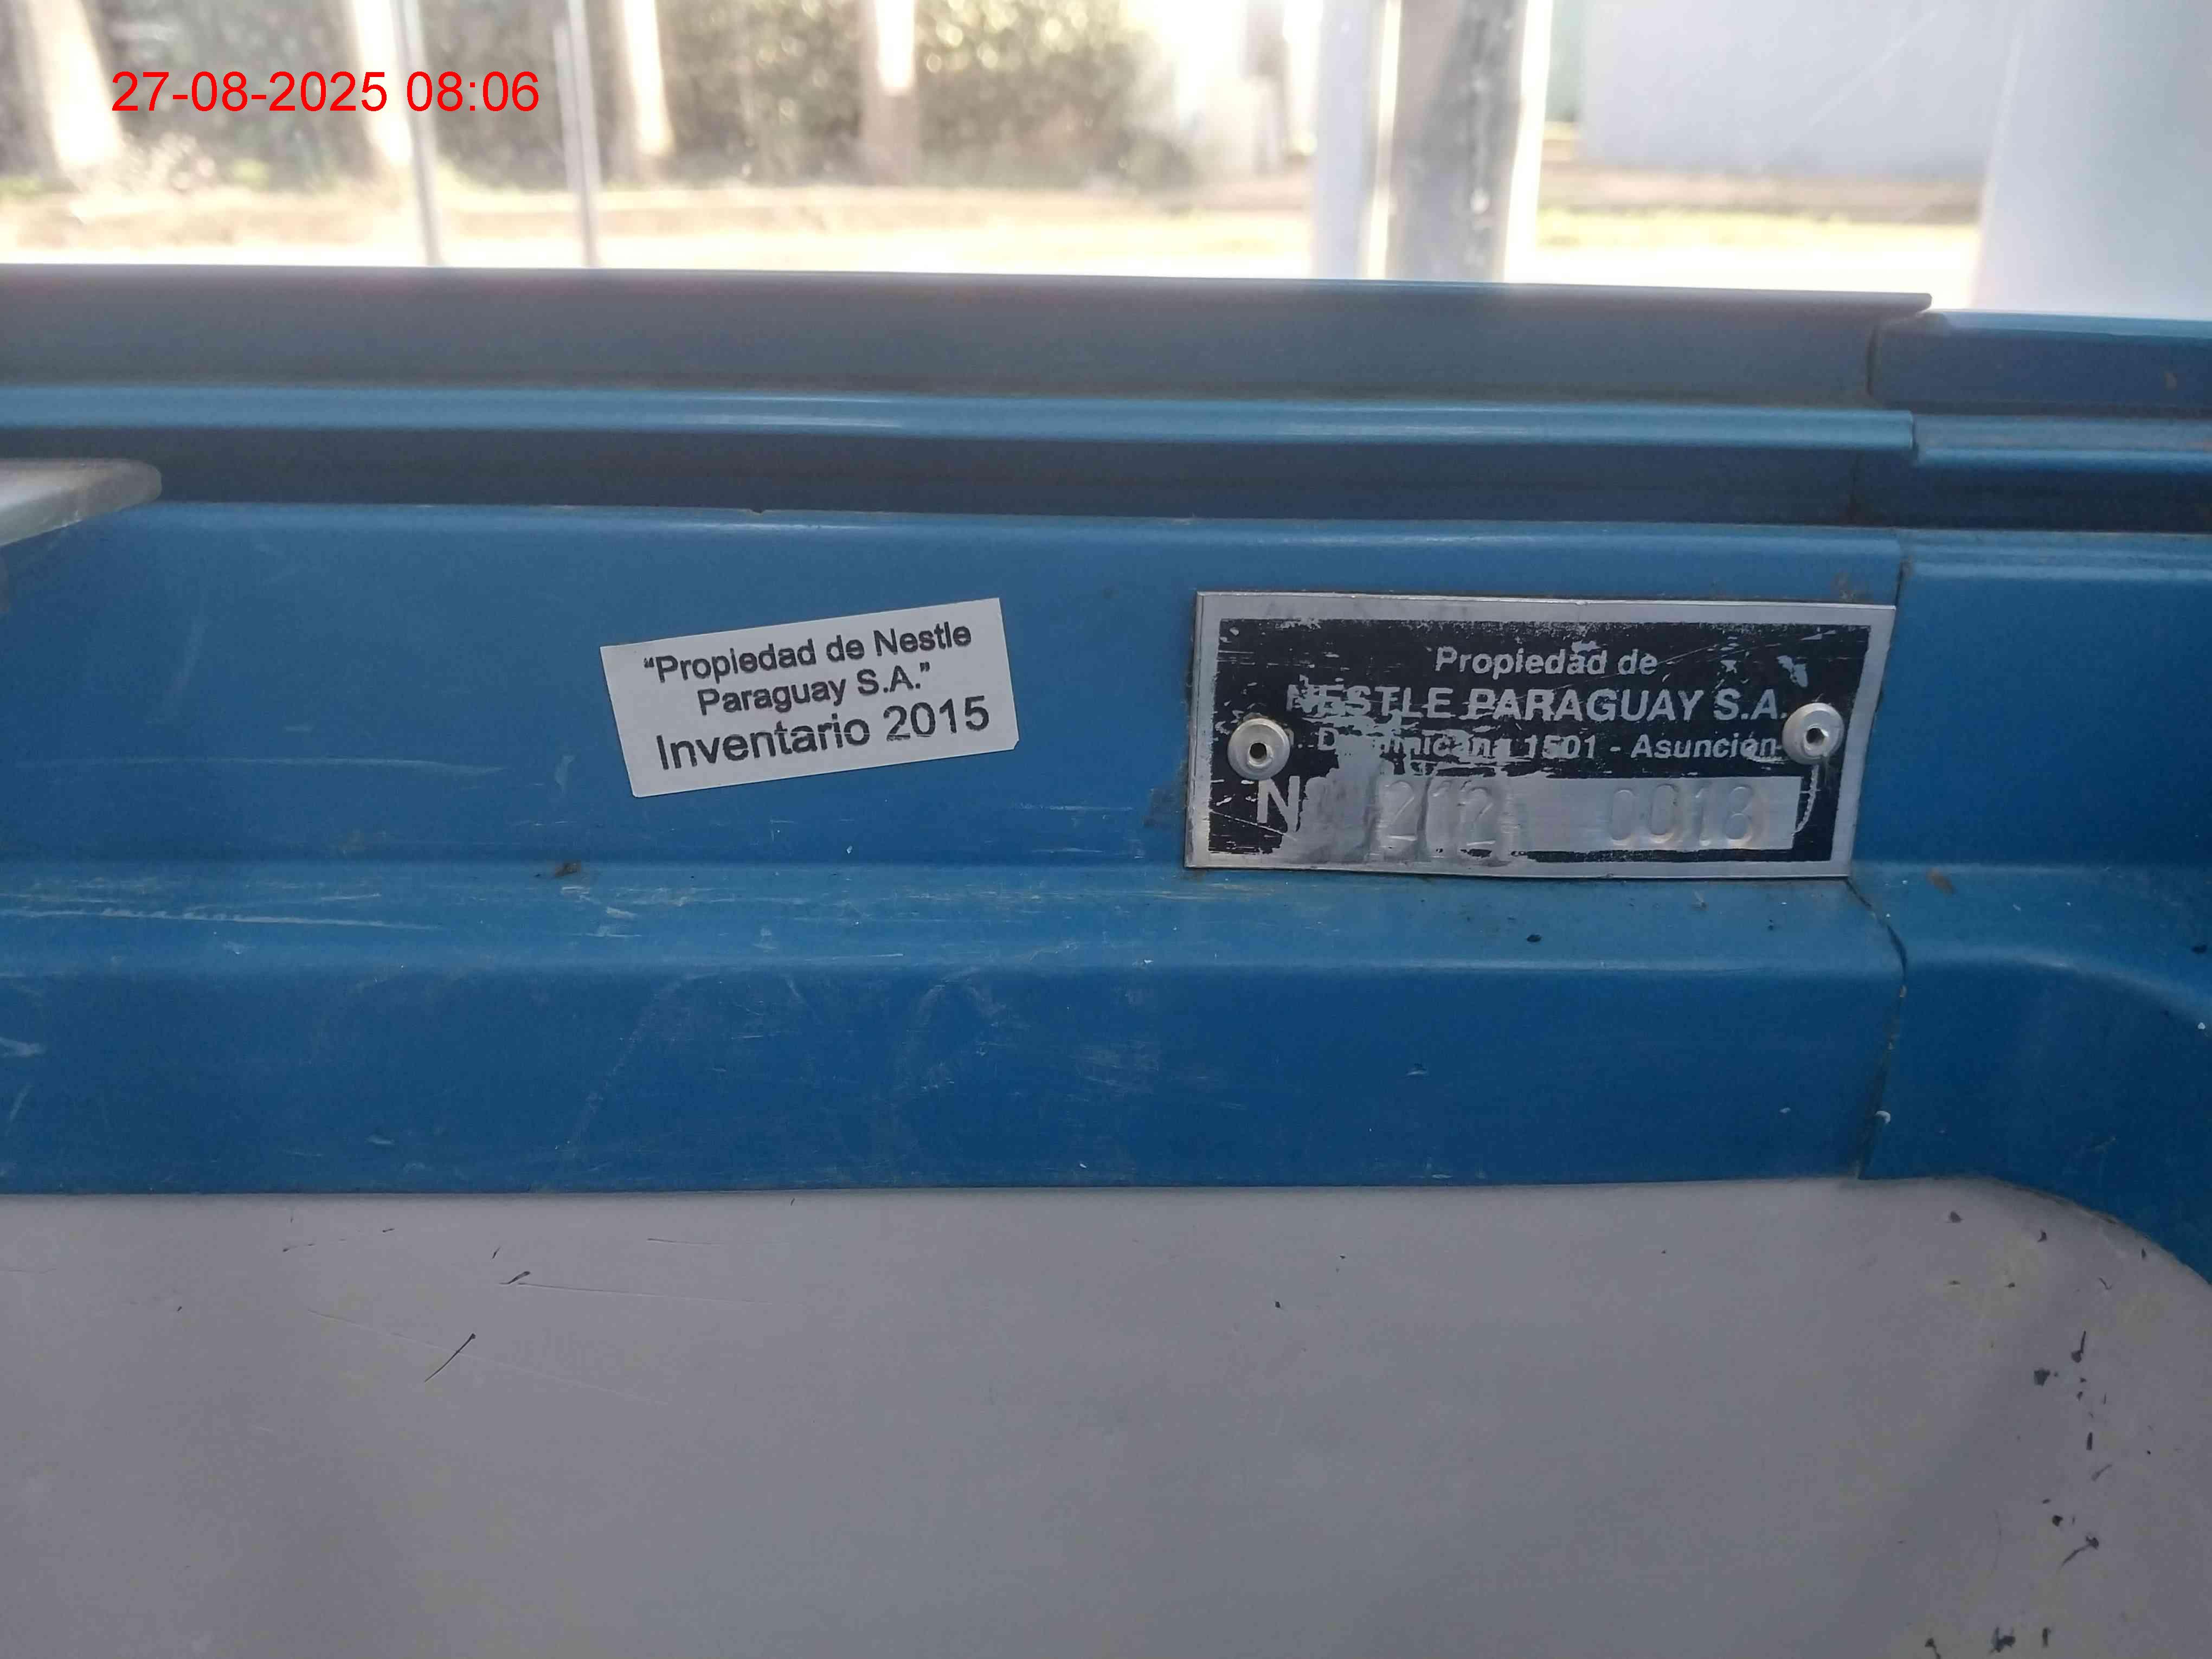 27-08-2025 08:06
“Propiedad de Nestle
Paraguay S.A.”
Inventario 2015
Propiedad de
NESTLE PARAGUAY S.A.
Dominicana 1501 - Asunción
212 0018